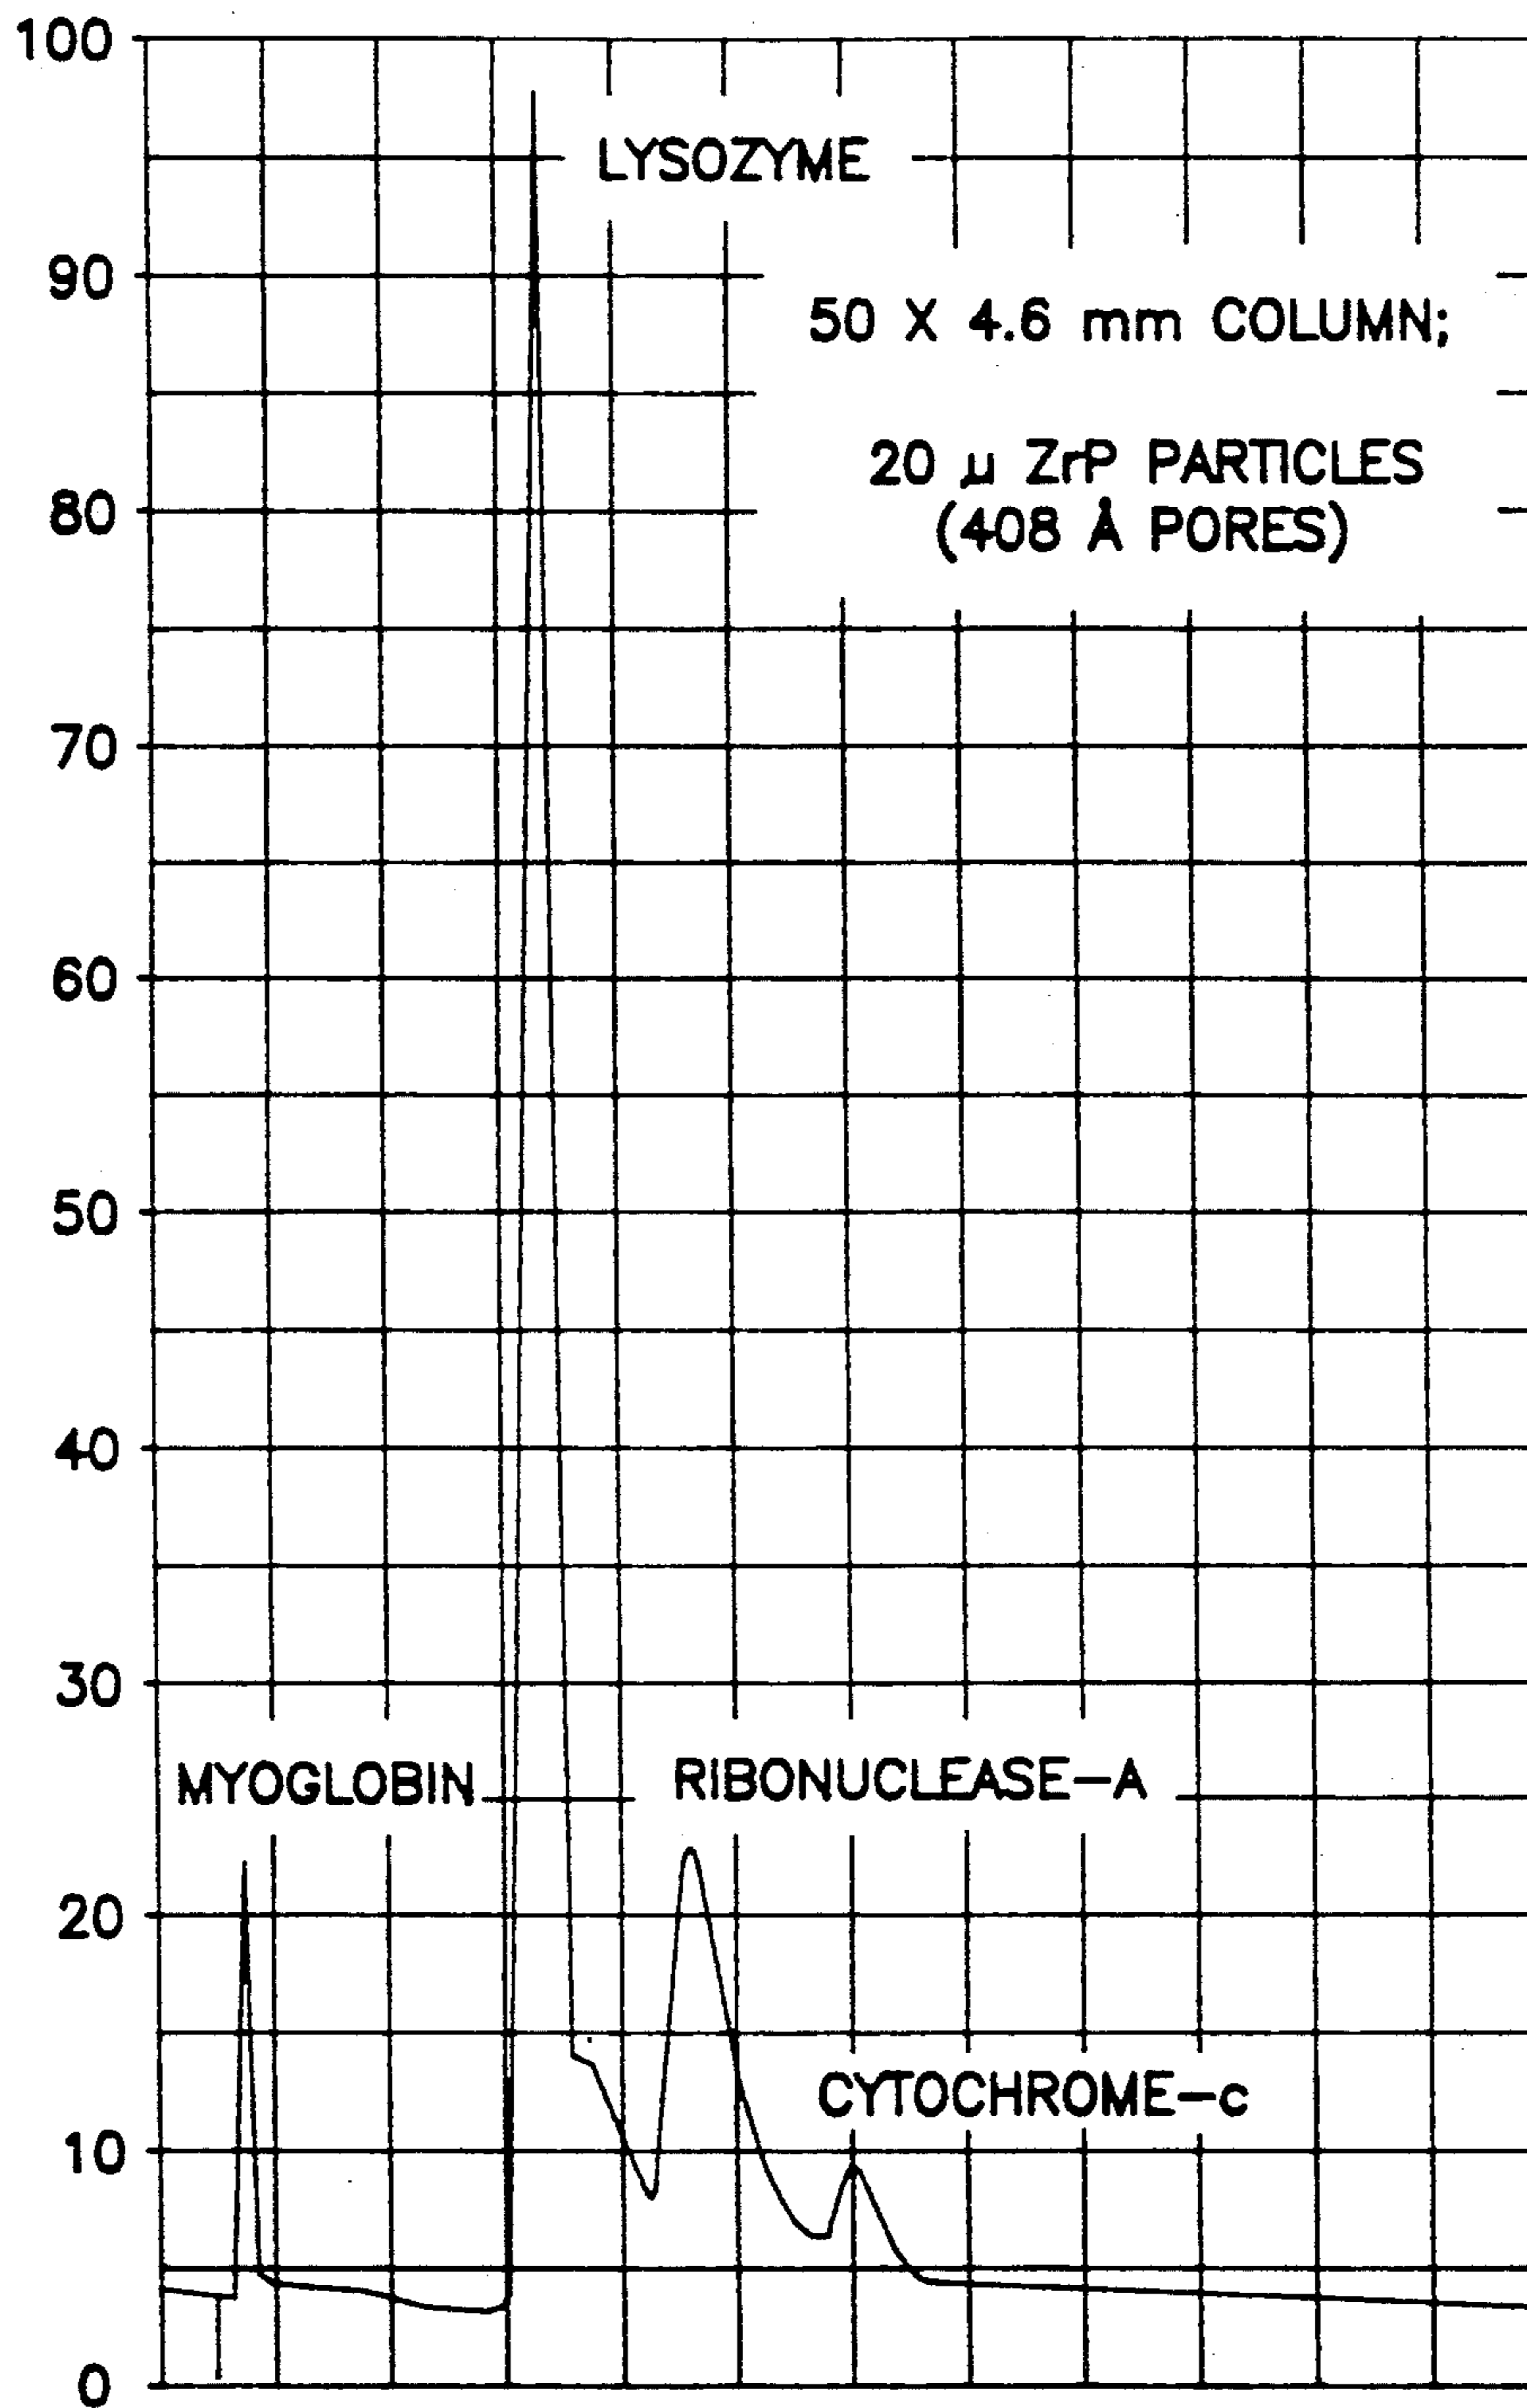 100
LYSOZYME
90
50 X 4.6 mm COLUMN;
20 μ ZrP PARTICLES
80
(408 Å PORES)
70
60
50
40
30
MYOGLOBIN
RIBONUCLEASE-A
20
CYTOCHROME-c
10
0